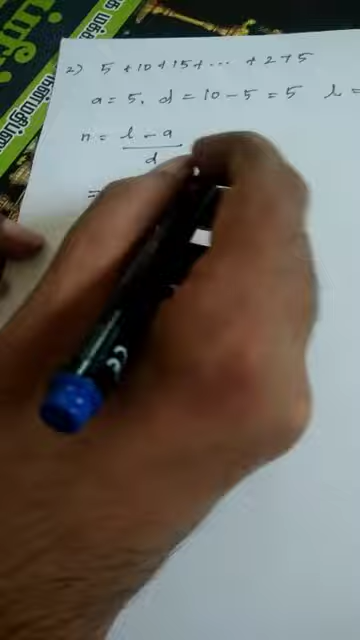 2) 5 + 10 + 15 + ... + 275
a = 5, d = 10 - 5 = 5 l =
n = l - a
d
=